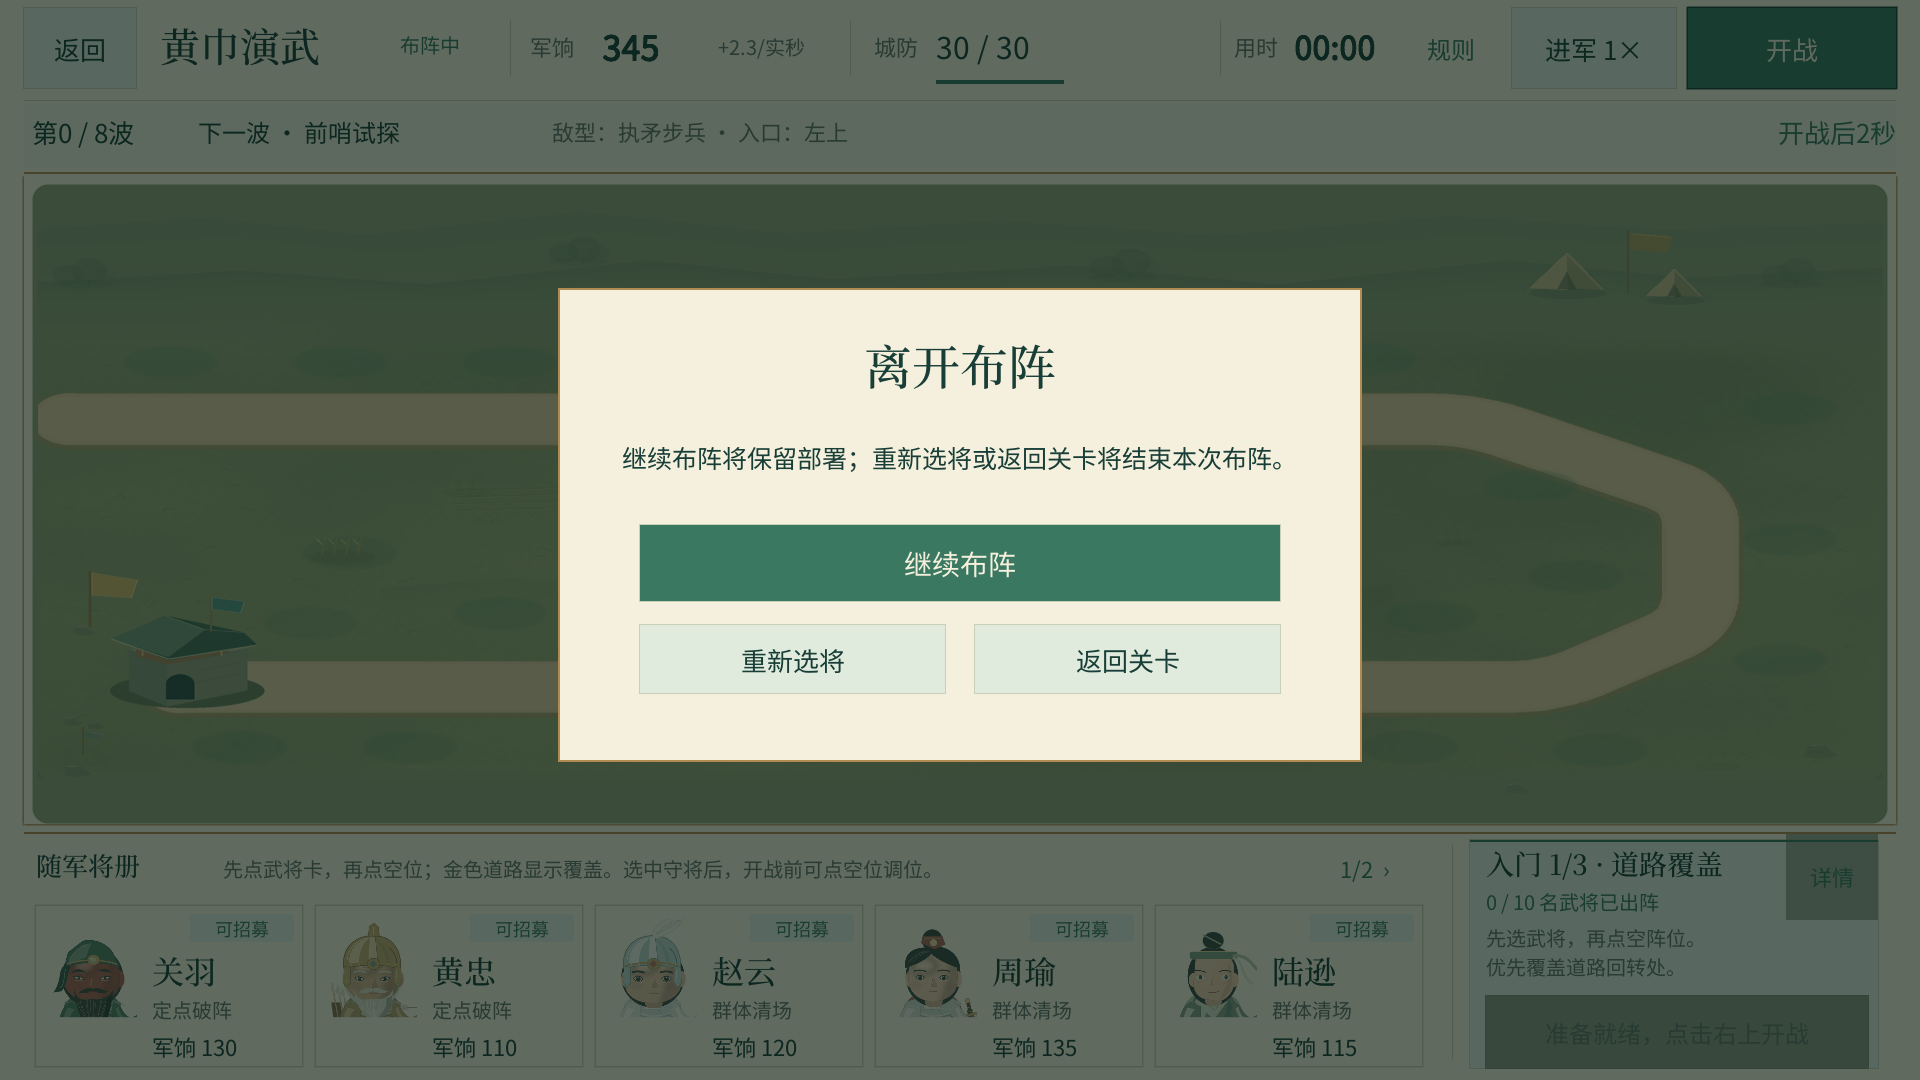 返回
黄巾演武
布阵中
军饷 345
+2.3/实秒
城防 30 / 30
用时 00:00
规则
进军 1×
开战
第0 / 8波
下一波 · 前哨试探
敌型：执矛步兵 · 入口：左上
开战后2秒
离开布阵
继续布阵将保留部署；重新选将或返回关卡将结束本次布阵。
继续布阵
重新选将
返回关卡
随军将册
先点武将卡，再点空位；金色道路显示覆盖。选中守将后，开战前可点空位调位。
1/2 ›
可招募
关羽
定点破阵
军饷 130
可招募
黄忠
定点破阵
军饷 110
可招募
赵云
群体清场
军饷 120
可招募
周瑜
群体清场
军饷 135
可招募
陆逊
群体清场
军饷 115
入门 1/3 · 道路覆盖
详情
0 / 10 名武将已出阵
先选武将，再点空阵位。
优先覆盖道路回转处。
准备就绪，点击右上开战